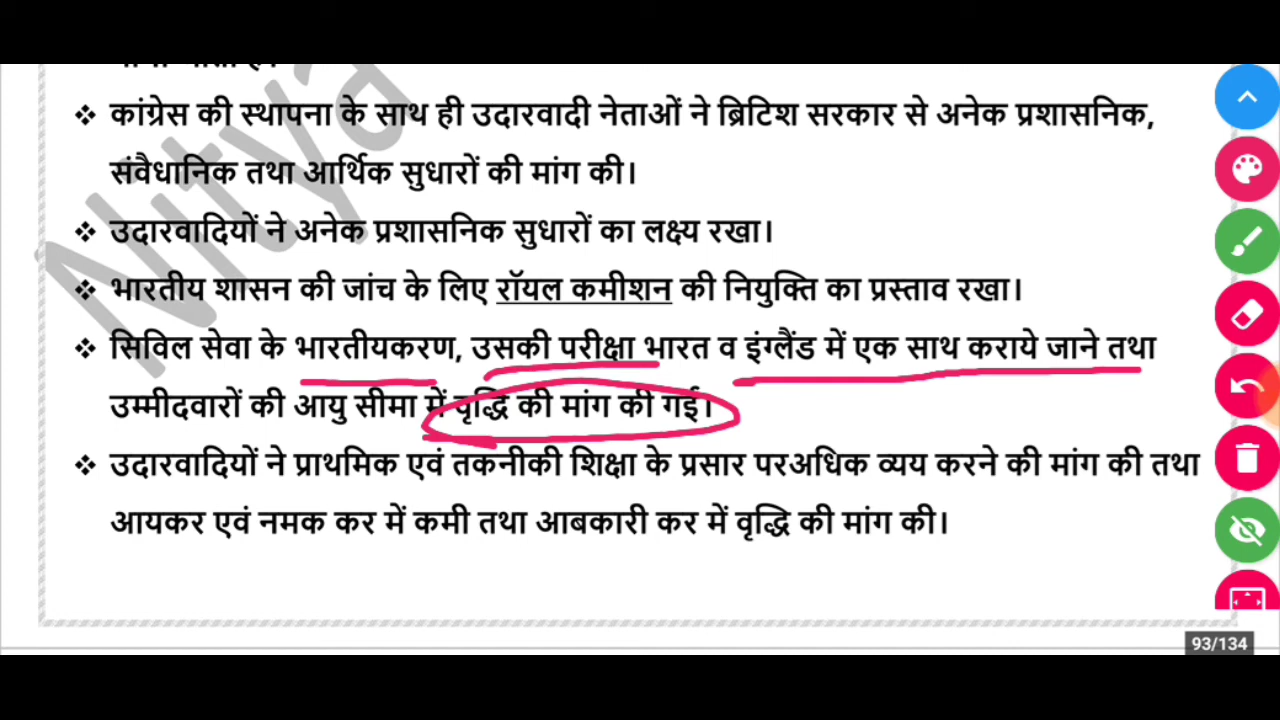 ❖ कांग्रेस की स्थापना के साथ ही उदारवादी नेताओं ने ब्रिटिश सरकार से अनेक प्रशासनिक,
संवैधानिक तथा आर्थिक सुधारों की मांग की।
❖ उदारवादियों ने अनेक प्रशासनिक सुधारों का लक्ष्य रखा।
❖ भारतीय शासन की जांच के लिए रॉयल कमीशन की नियुक्ति का प्रस्ताव रखा।
❖ सिविल सेवा के भारतीयकरण, उसकी परीक्षा भारत व इंग्लैंड में एक साथ कराये जाने तथा
उम्मीदवारों की आयु सीमा में वृद्धि की मांग की गई।
❖ उदारवादियों ने प्राथमिक एवं तकनीकी शिक्षा के प्रसार परअधिक व्यय करने की मांग की तथा
आयकर एवं नमक कर में कमी तथा आबकारी कर में वृद्धि की मांग की।
Nitya
93/134